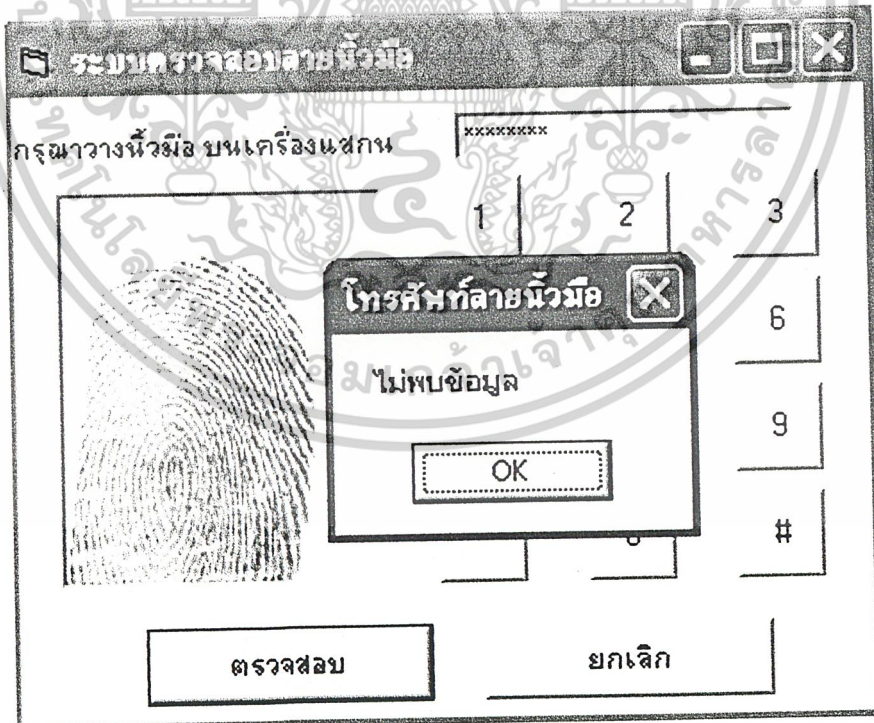 ระบบตรวจสอบลายนิ้วมือ
กรุณาวางนิ้วมือ บนเครื่องแสกน
xxxxxxxx
1 2 3
โทรศัพท์ลายนิ้วมือ
6
ไม่พบข้อมูล
9
OK
#
ตรวจสอบ
ยกเลิก